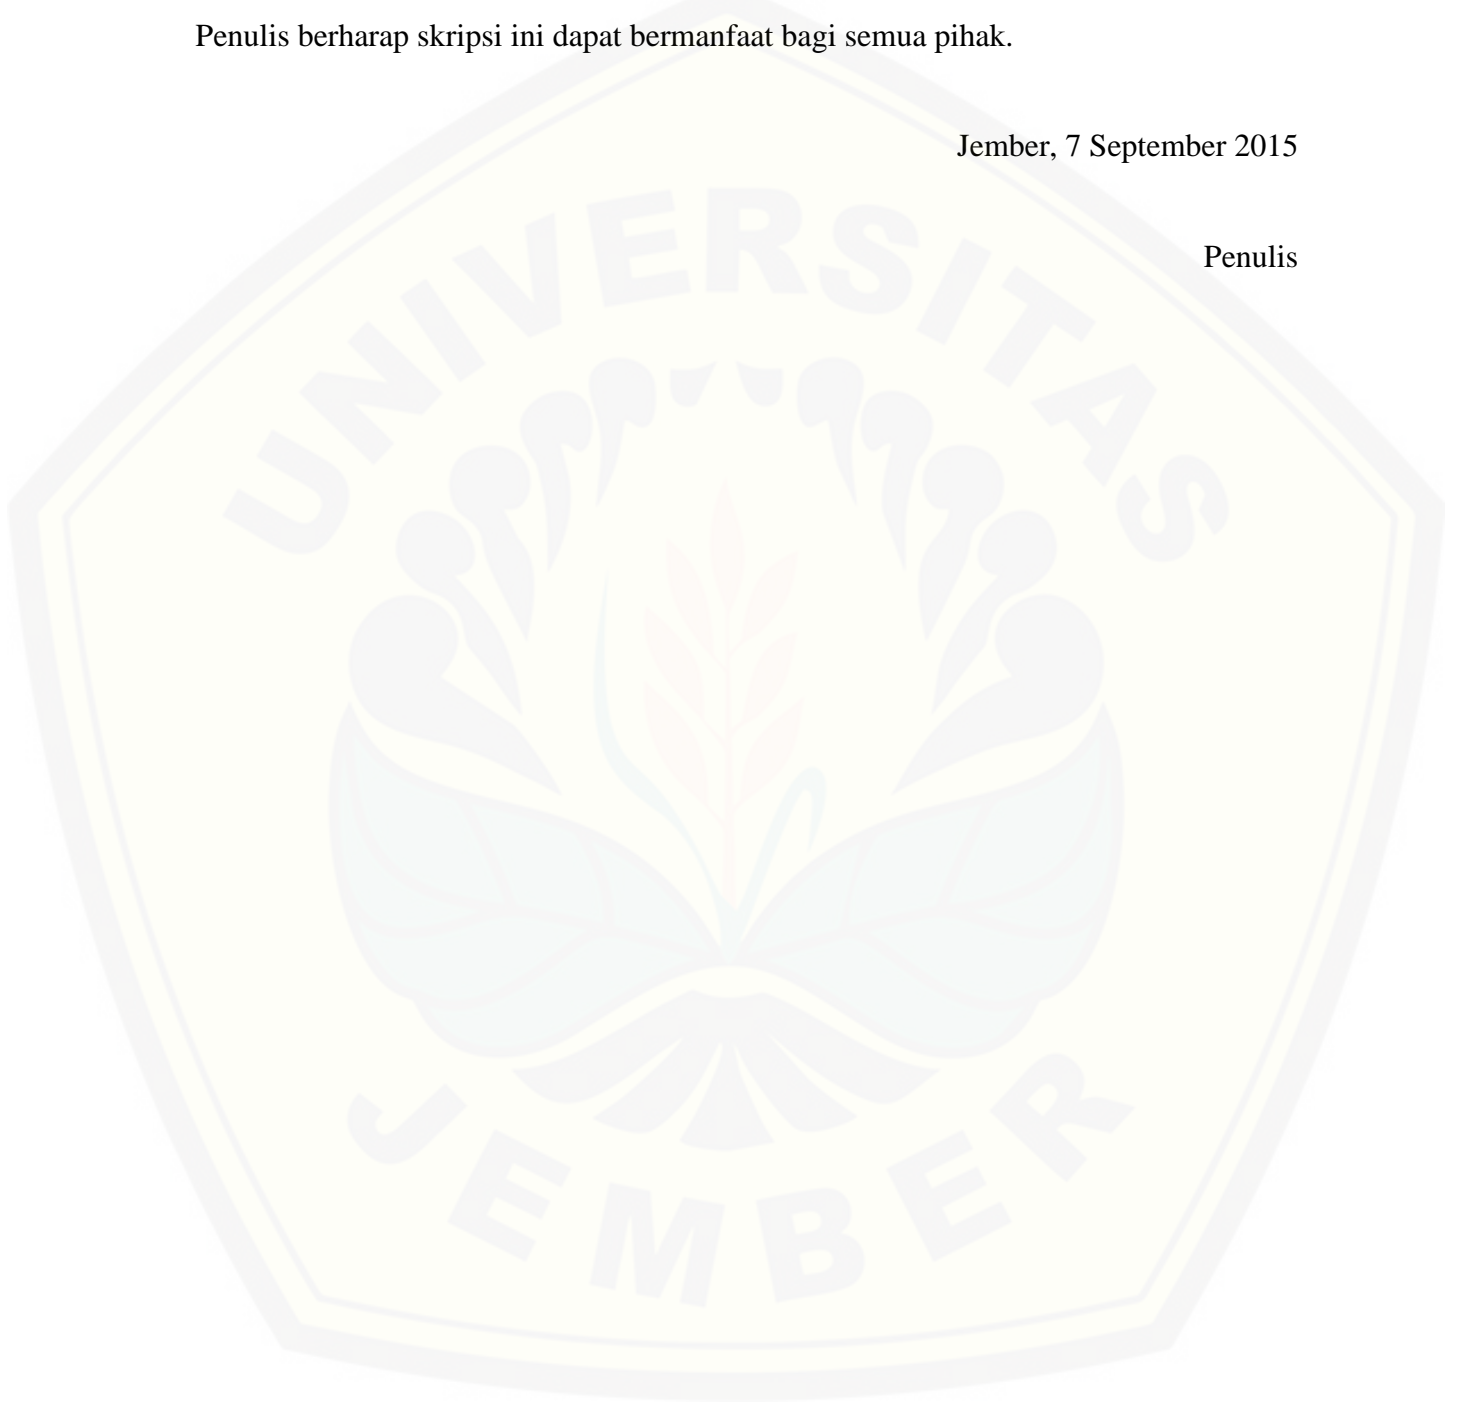 Penulis berharap skripsi ini dapat bermanfaat bagi semua pihak.
Jember, 7 September 2015
Penulis
UNIVERSITAS
JEMBER